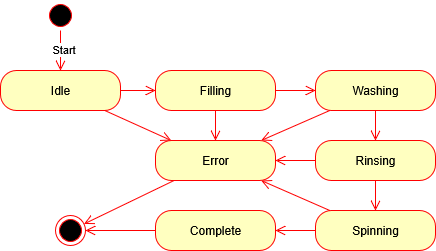 Start
Idle
Filling
Washing
Error
Rinsing
Complete
Spinning